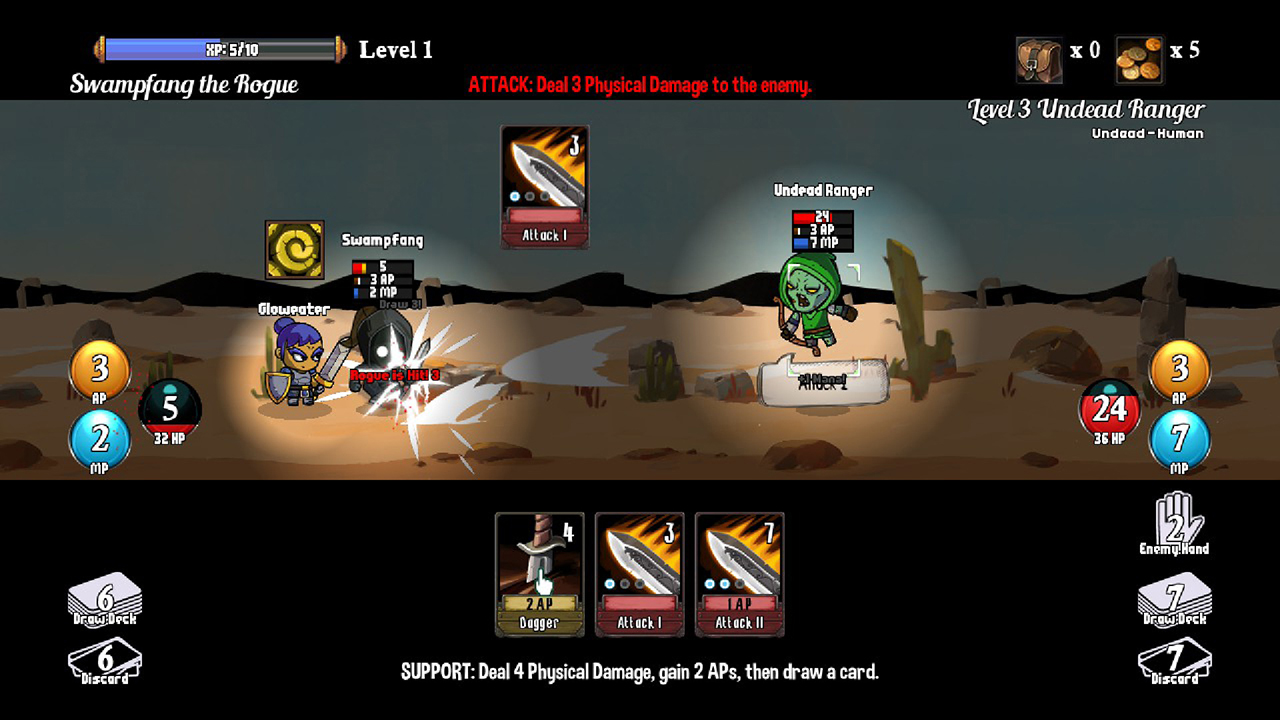 XP: 5/10
Level 1
x 0
x 5
Swampfang the Rogue
ATTACK: Deal 3 Physical Damage to the enemy.
Level 3 Undead Ranger
Undead - Human
3
Attack I
Undead Ranger
24
3 AP
7 MP
Swampfang
5
3 AP
2 MP
Draw 3!
Gloweater
Rogue is Hit! 3
3
AP
5
32 HP
2
MP
3
AP
24
36 HP
7
MP
4
2 AP
Dagger
3
Attack I
7
1 AP
Attack II
2
Enemy Hand
6
Draw Deck
7
Draw Deck
6
Discard
7
Discard
SUPPORT: Deal 4 Physical Damage, gain 2 APs, then draw a card.